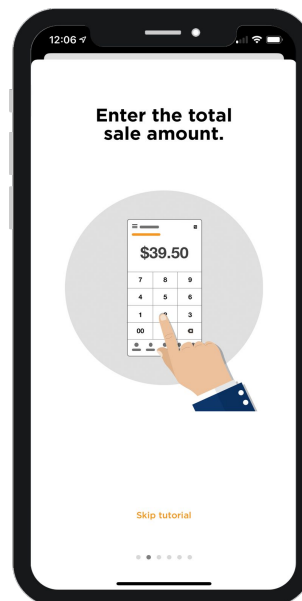 12:06
Enter the total
sale amount.
$39.50
7 8 9
4 5 6
1 3
00
Skip tutorial